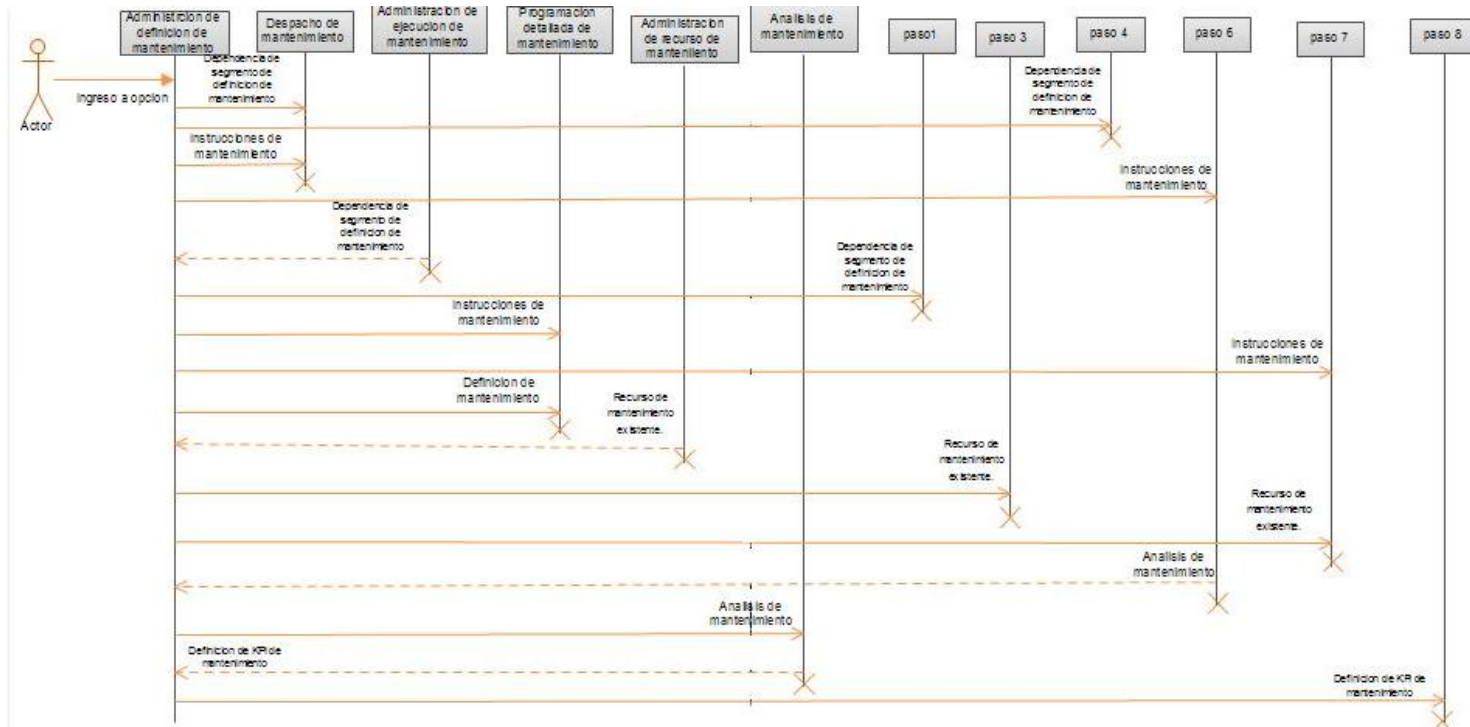 Administrcion de
definicion de
mantenimiento
Despacho de
mantenimiento
Administracion de
ejecucion de
mantenimiento
Programacion
detallada de
mantenimiento
Administracion
de recurso de
Analisis de
mantenimiento
paso1
paso 3
paso 4
paso 6
paso 7
paso 8
Actor
Ingreso a opcion
Dependencia de
segmento de
definicion de
mantenimiento
Dependencia de
segmento de
definicion de
mantenimiento
Instrucciones de
mantenimiento
Instrucciones de
mantenimiento
Dependencia de
segmento de
definicion de
mantenimiento
Dependencia de
segmento de
definicion de
mantenimiento
Instrucciones de
mantenimiento
Instrucciones de
mantenimiento
Definicion de
mantenimiento
Recurso de
mantenimiento
existente.
Recurso de
mantenimiento
existente.
Recurso de
mantenimiento
existente.
Analisis de
mantenimiento
Analisis de
mantenimiento
Definicion de KPI de
mantenimiento
Definicion de KPI de
mantenimiento